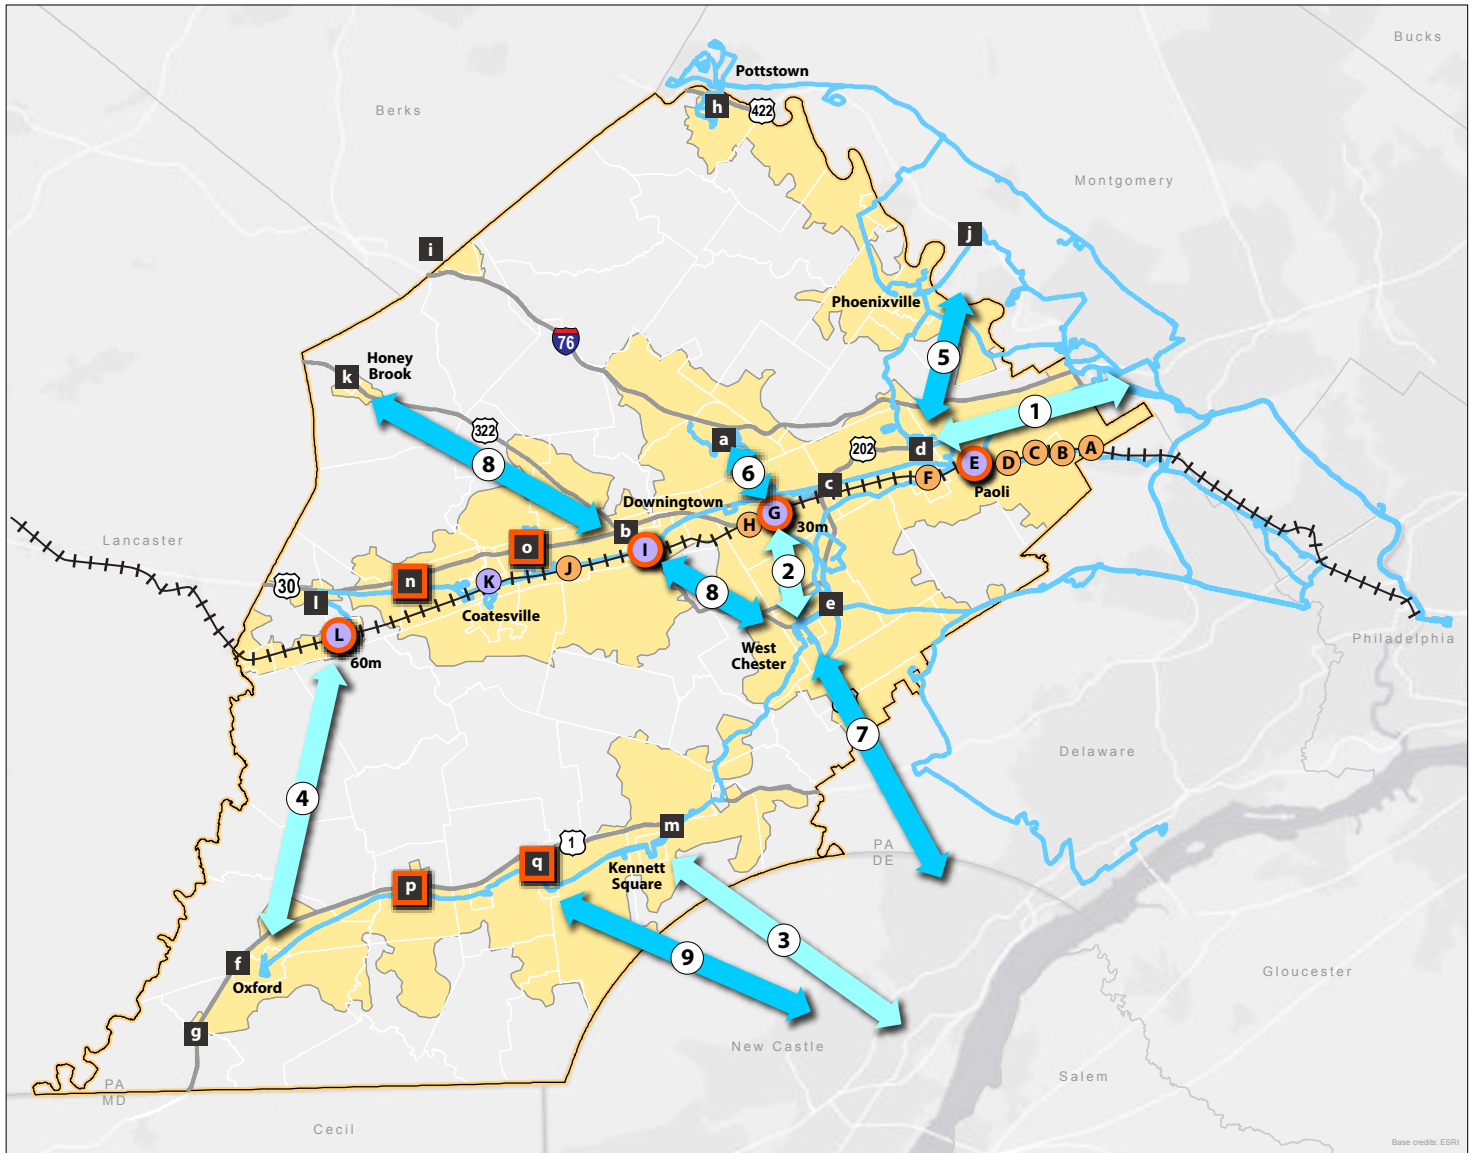 Bucks
Pottstown
Berks
h
422
Montgomery
j
i
Phoenixville
76
5
Honey
Brook
k
1
322
a
202
d
A
B
C
8
6
E
D
F
c
Paoli
Downingtown
G
b
H
30m
Lancaster
o
I
J
2
n
K
30
8
l
e
Coatesville
L
Philadelphia
West
Chester
60m
7
Delaware
4
m
1
PA
DE
q
Kennett
Square
p
3
9
f
Gloucester
Oxford
g
New Castle
Salem
PA
MD
Cecil
Base credits: ESRI